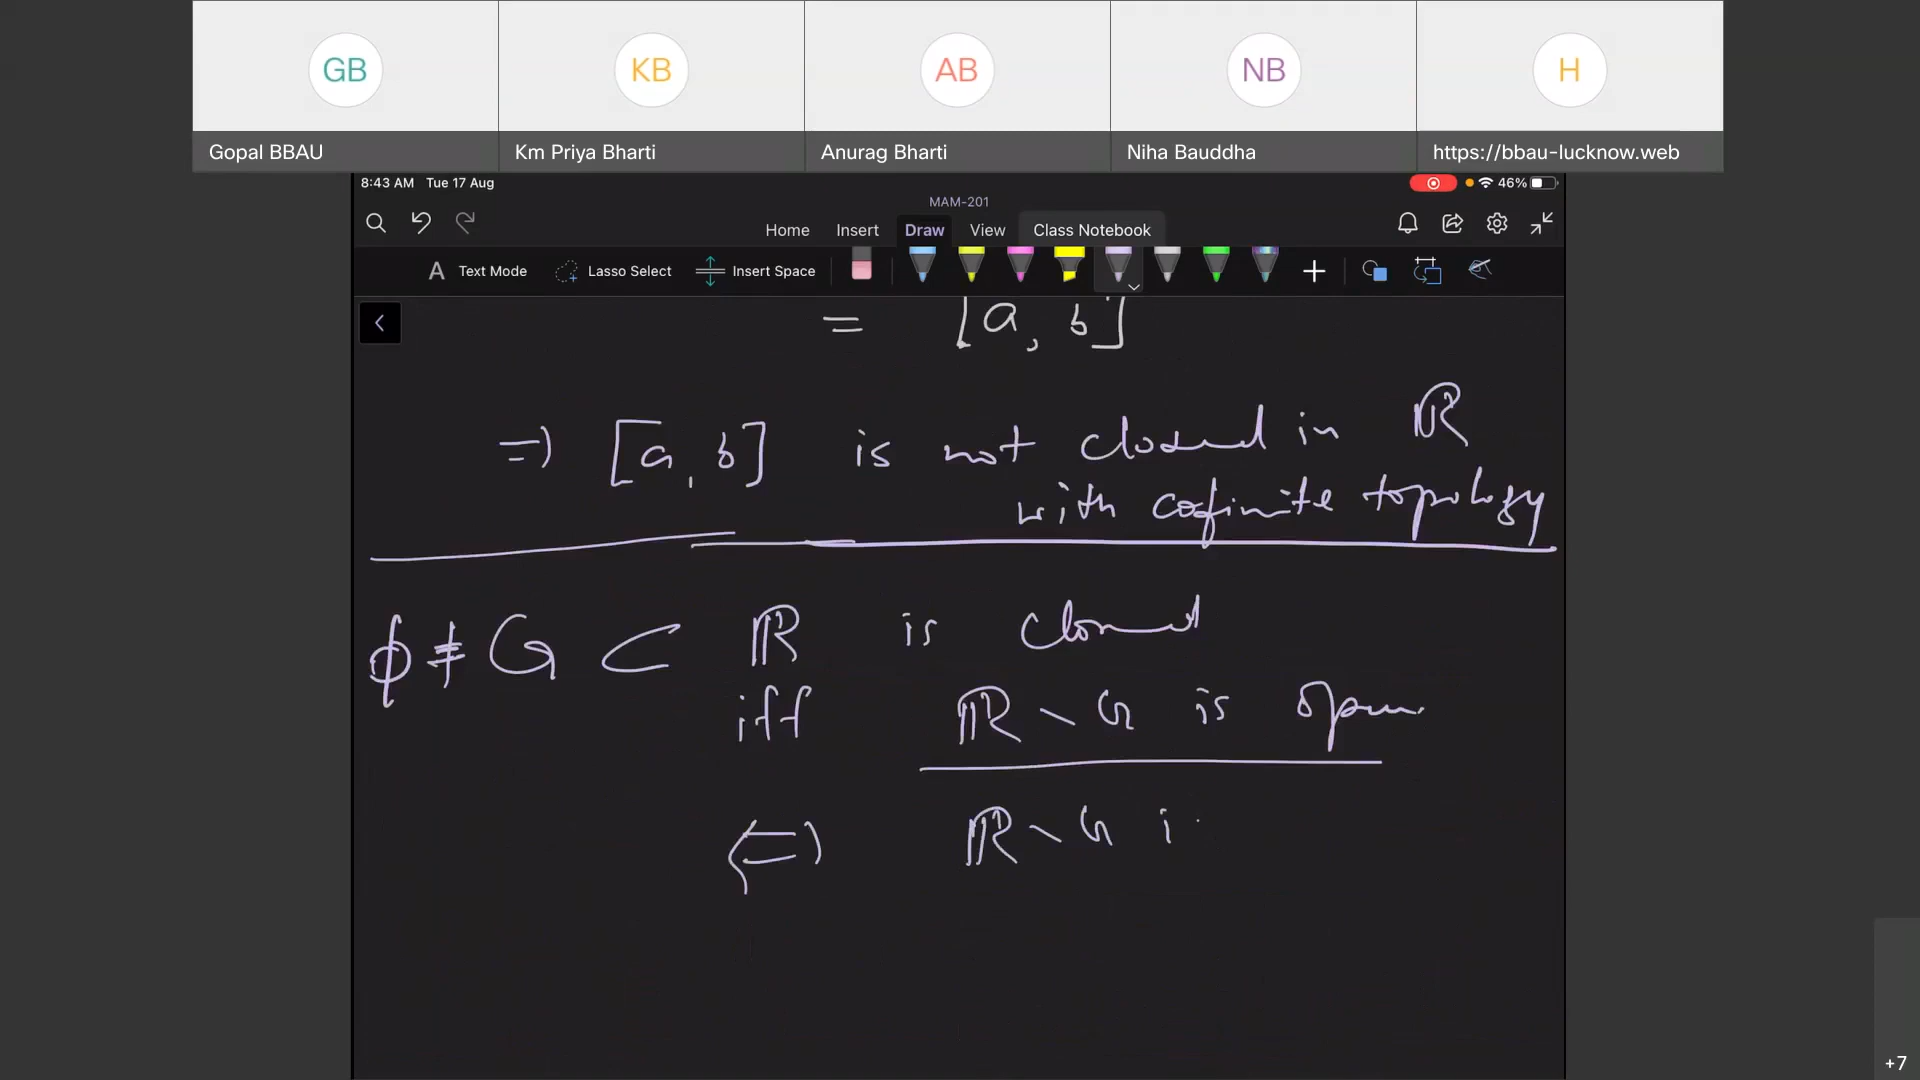 GB KB AB NB H
Gopal BBAU Km Priya Bharti Anurag Bharti Niha Bauddha https://bbau-lucknow.web
8:43 AM Tue 17 Aug 46%
MAM-201
Home Insert Draw View Class Notebook
A Text Mode Lasso Select Insert Space
= [a, b]
⇒ [a, b] is not closed in ℝ
with cofinite topology
ϕ ≠ G ⊂ ℝ is closed
iff ℝ \ G is open.
⇔ ℝ \ G i
+7